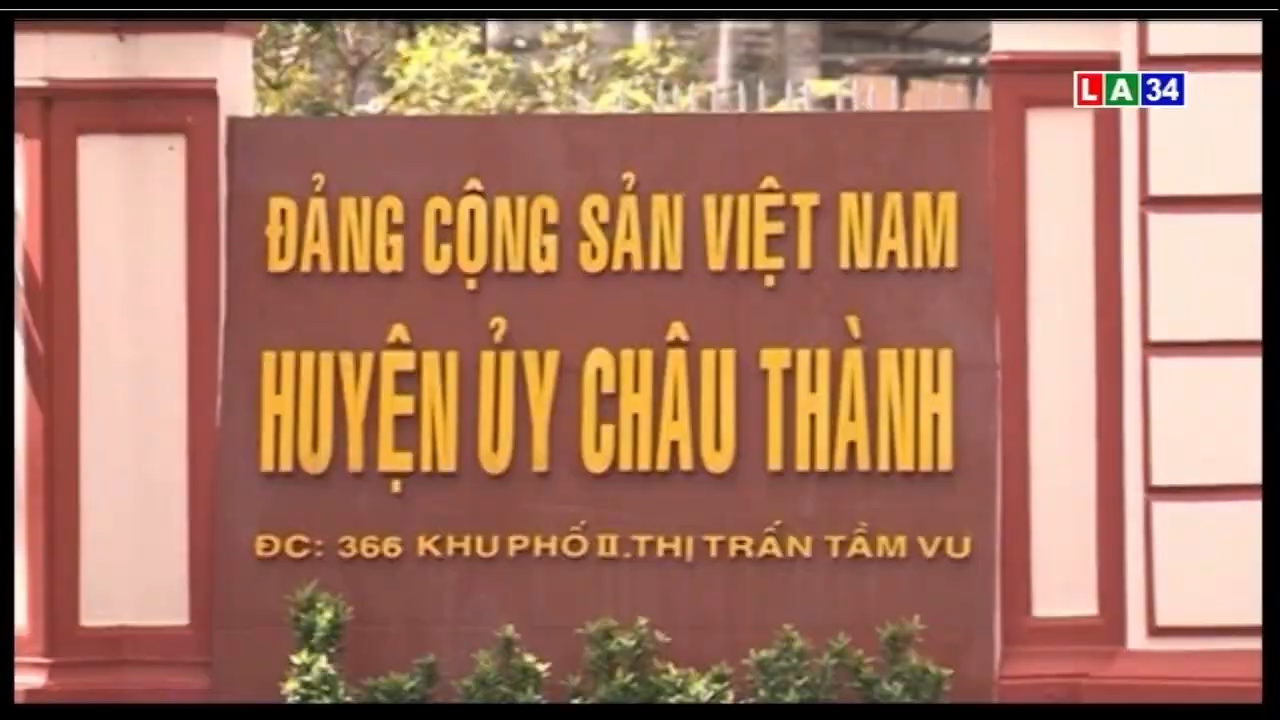 LA34
ĐẢNG CỘNG SẢN VIỆT NAM
HUYỆN ỦY CHÂU THÀNH
ĐC: 366 KHU PHỐ II.THỊ TRẤN TẦM VU